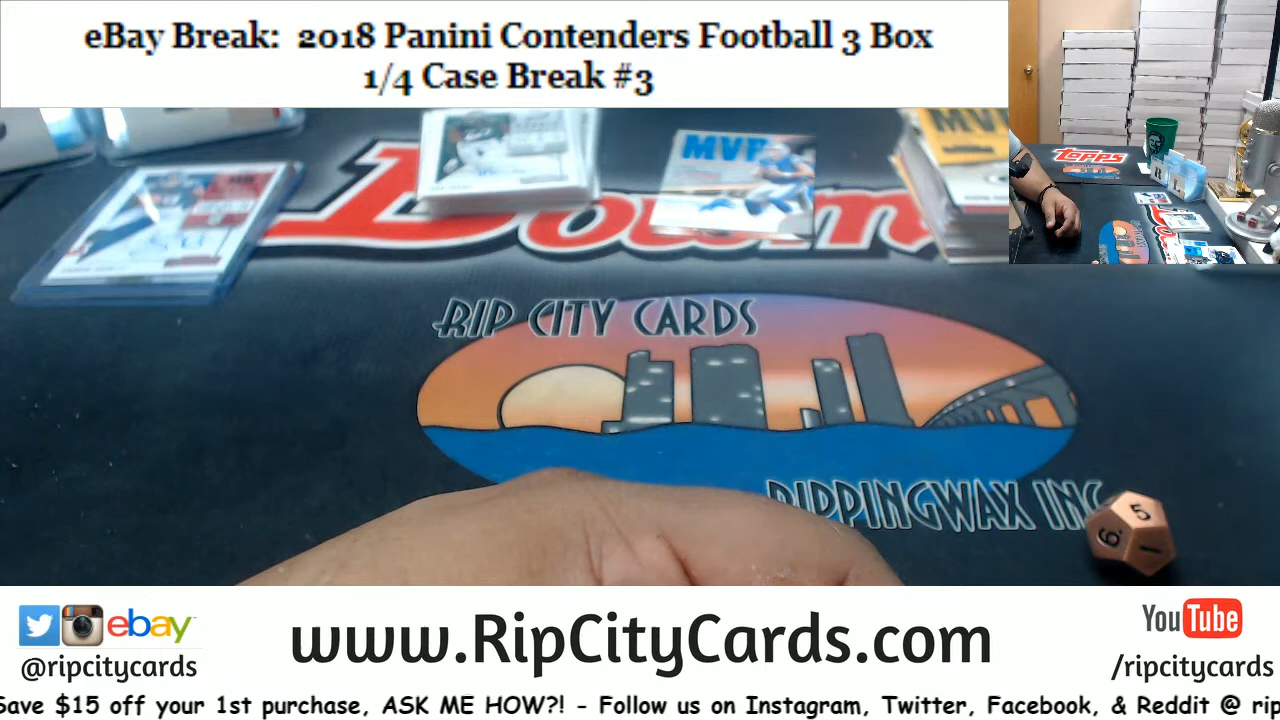 eBay Break: 2018 Panini Contenders Football 3 Box
1/4 Case Break #3
MVP
topps
RIP CITY CARDS
RIPPINGWAX INC
5
6
1
ebay
@ripcitycards
www.RipCityCards.com
YouTube
/ripcitycards
Save $15 off your 1st purchase, ASK ME HOW?! - Follow us on Instagram, Twitter, Facebook, & Reddit @ rip